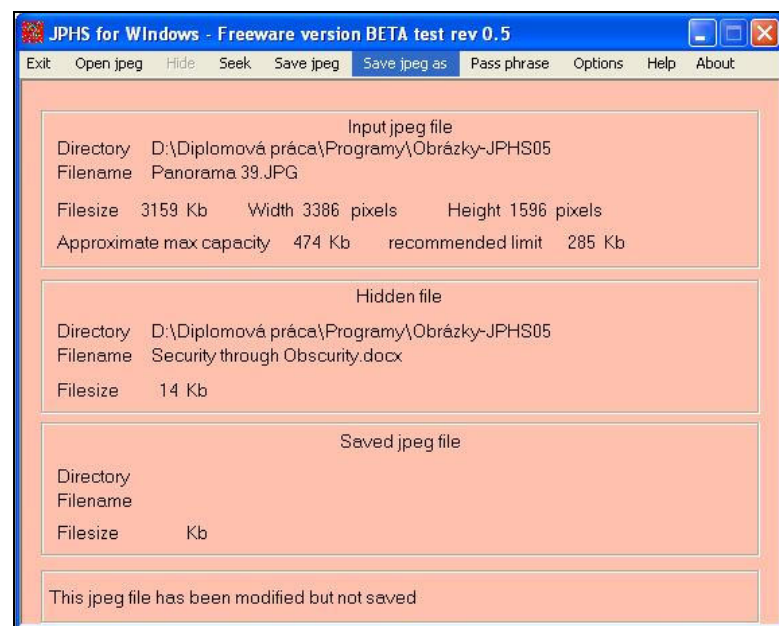 JPHS for WIndows - Freeware version BETA test rev 0.5
Exit Open jpeg Hide Seek Save jpeg Save jpeg as Pass phrase Options Help About
Input jpeg file
Directory D:\Diplomová práca\Programy\Obrázky-JPHS05
Filename Panorama 39.JPG
Filesize 3159 Kb Width 3386 pixels Height 1596 pixels
Approximate max capacity 474 Kb recommended limit 285 Kb
Hidden file
Directory D:\Diplomová práca\Programy\Obrázky-JPHS05
Filename Security through Obscurity.docx
Filesize 14 Kb
Saved jpeg file
Directory
Filename
Filesize Kb
This jpeg file has been modified but not saved